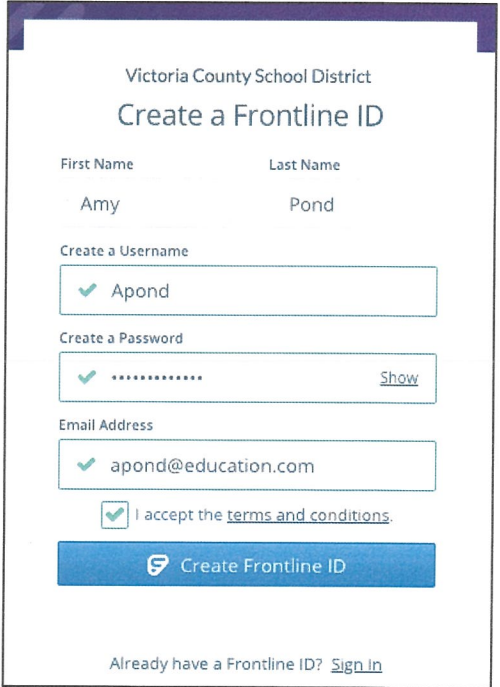 Victoria County School District
Create a Frontline ID
First Name Last Name
Amy Pond
Create a Username
Apond
Create a Password
••••••••••••• Show
Email Address
apond@education.com
I accept the terms and conditions.
Create Frontline ID
Already have a Frontline ID? Sign In